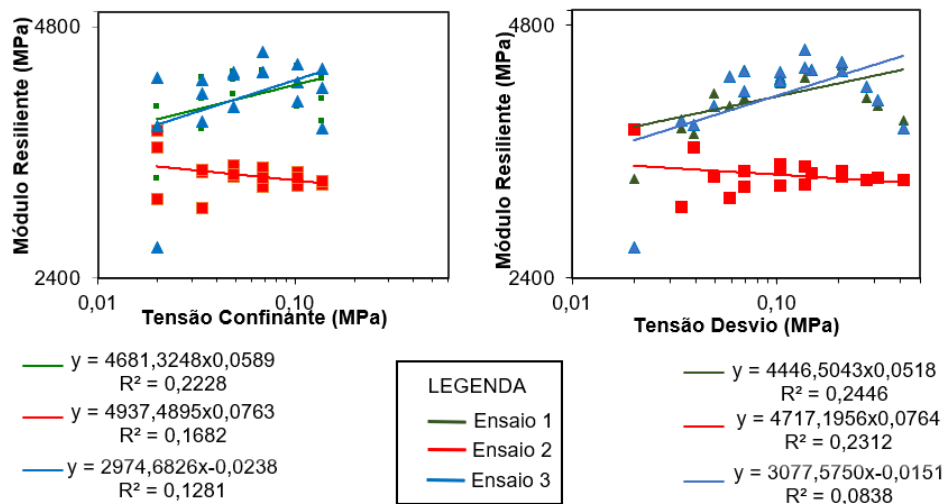 Módulo Resiliente (MPa)
4800
2400
0,01
0,10
Tensão Confinante (MPa)
Módulo Resiliente (MPa)
4800
2400
0,01
0,10
Tensão Desvio (MPa)
y = 4681,3248x0,0589
R² = 0,2228
y = 4937,4895x0,0763
R² = 0,1682
y = 2974,6826x-0,0238
R² = 0,1281
LEGENDA
Ensaio 1
Ensaio 2
Ensaio 3
y = 4446,5043x0,0518
R² = 0,2446
y = 4717,1956x0,0764
R² = 0,2312
y = 3077,5750x-0,0151
R² = 0,0838